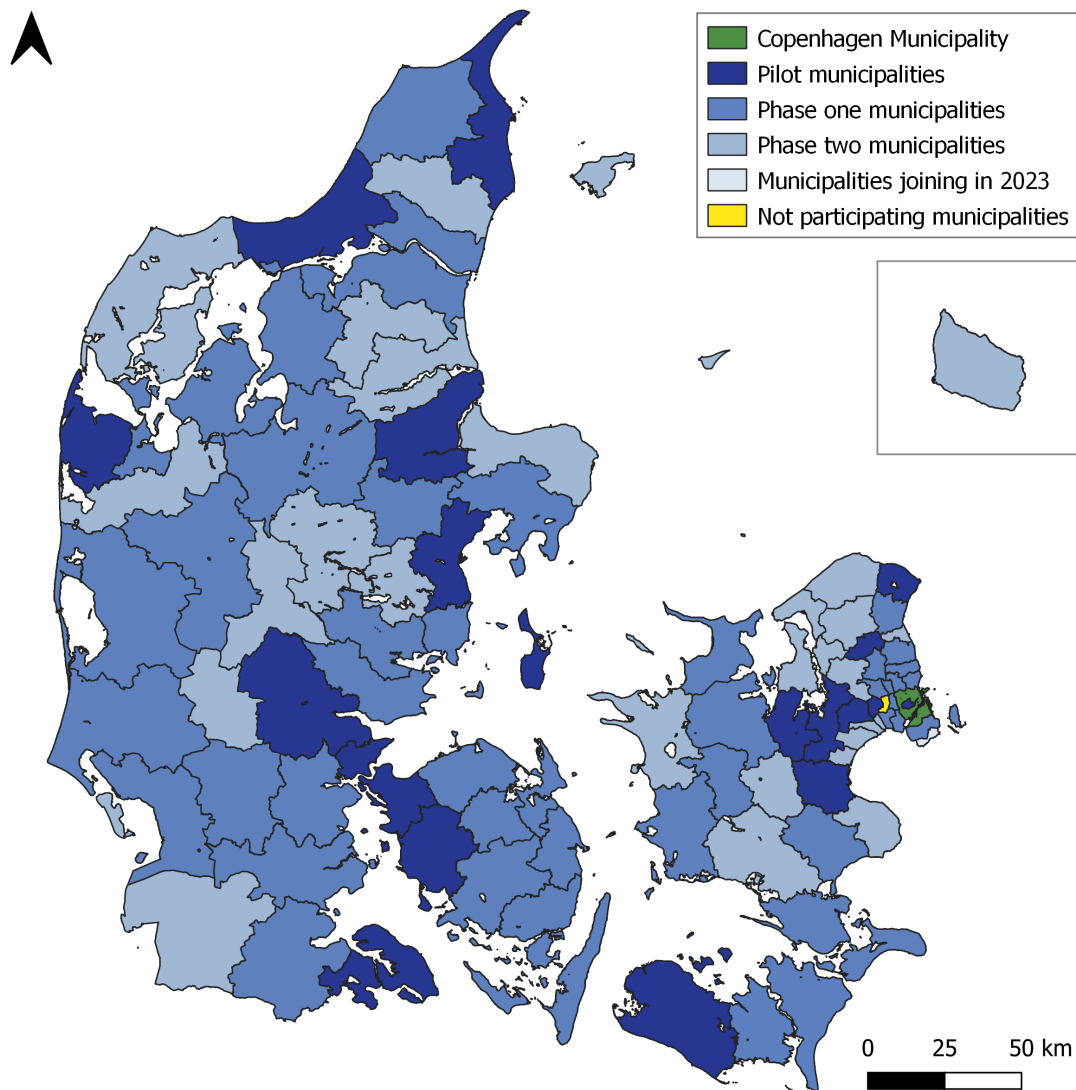 Copenhagen Municipality
Pilot municipalities
Phase one municipalities
Phase two municipalities
Municipalities joining in 2023
Not participating municipalities
0 25 50 km